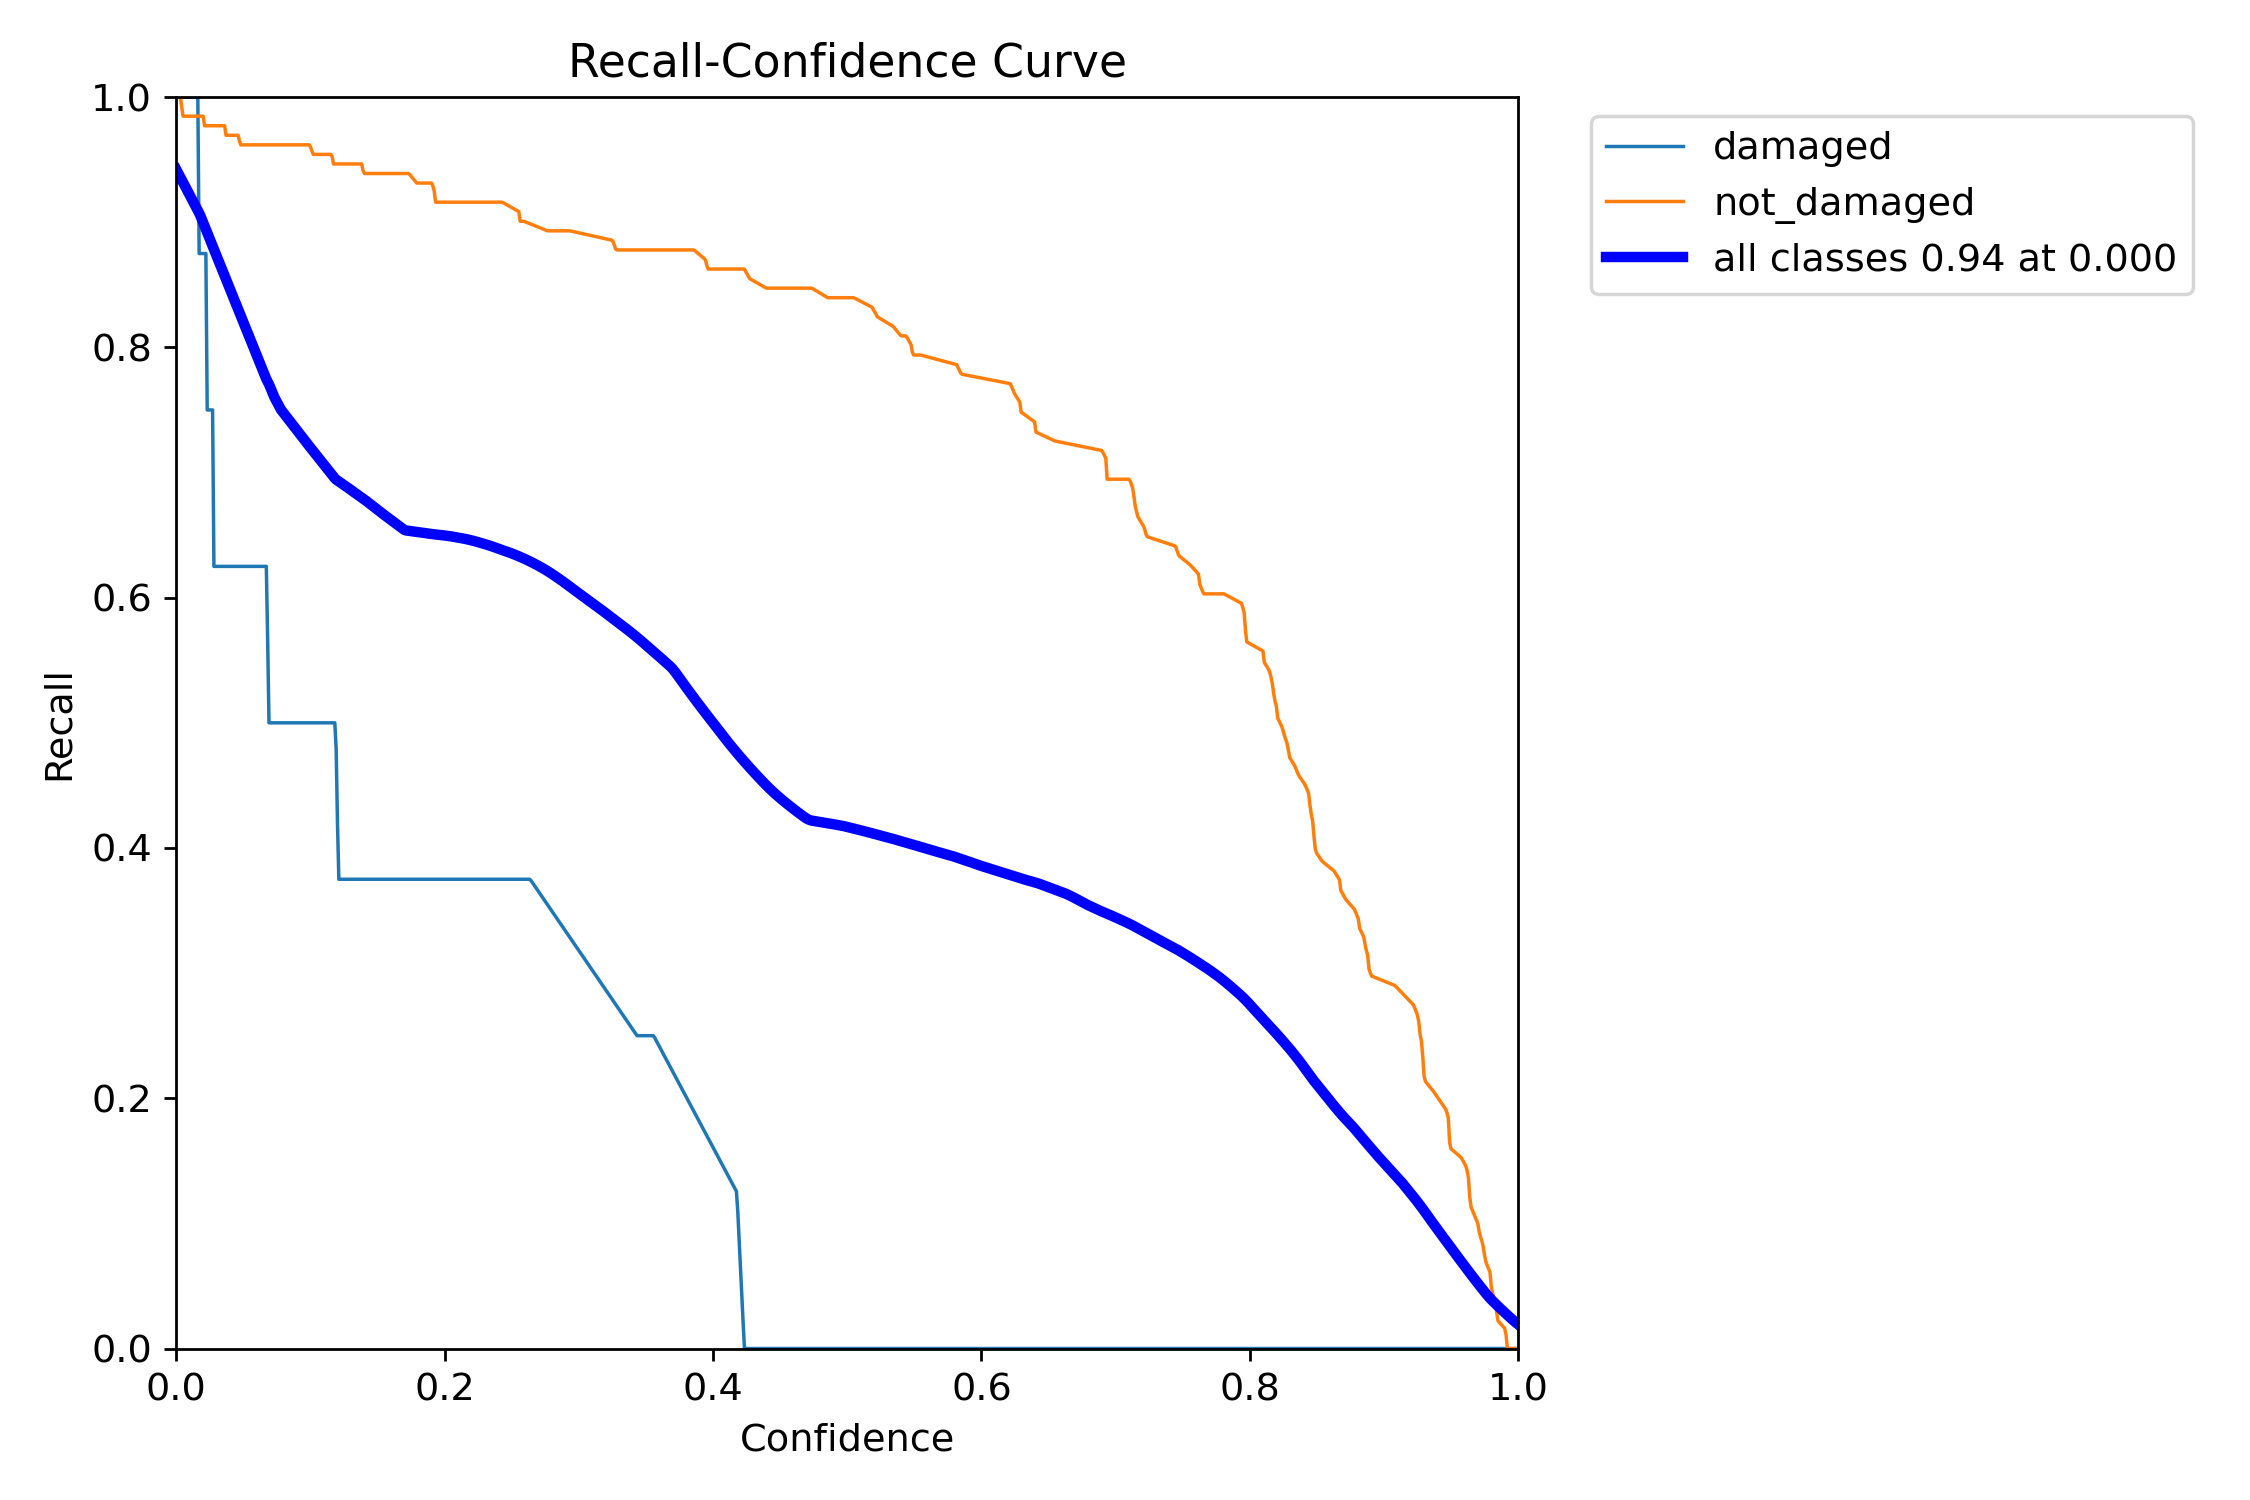 Recall-Confidence Curve
1.0
0.8
0.6
0.4
0.2
0.0
Recall
0.0 0.2 0.4 0.6 0.8 1.0
Confidence
damaged
not_damaged
all classes 0.94 at 0.000